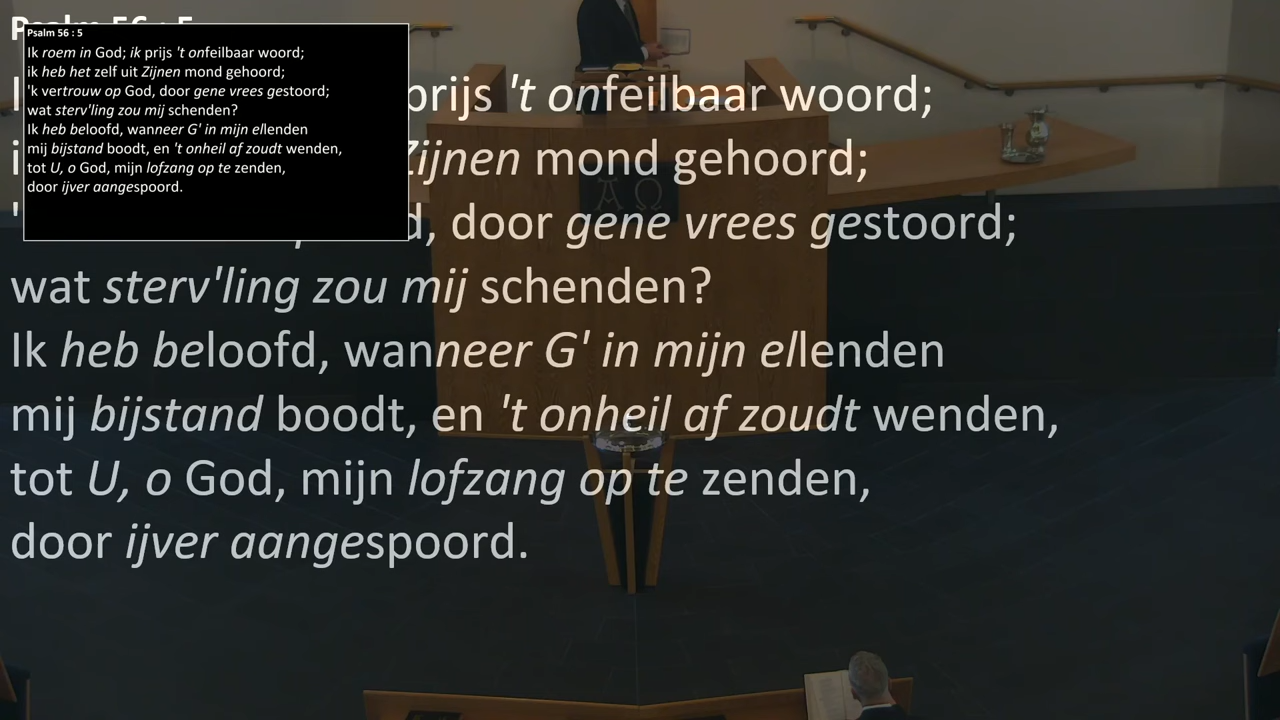 Psalm 56 : 5
Ik roem in God; ik prijs 't onfeilbaar woord;
ik heb het zelf uit Zijnen mond gehoord;
'k vertrouw op God, door gene vrees gestoord;
wat sterv'ling zou mij schenden?
Ik heb beloofd, wanneer G' in mijn ellenden
mij bijstand boodt, en 't onheil af zoudt wenden,
tot U, o God, mijn lofzang op te zenden,
door ijver aangespoord.
prijs 't onfeilbaar woord;
Zijnen mond gehoord;
door gene vrees gestoord;
wat sterv'ling zou mij schenden?
Ik heb beloofd, wanneer G' in mijn ellenden
mij bijstand boodt, en 't onheil af zoudt wenden,
tot U, o God, mijn lofzang op te zenden,
door ijver aangespoord.
Α Ω